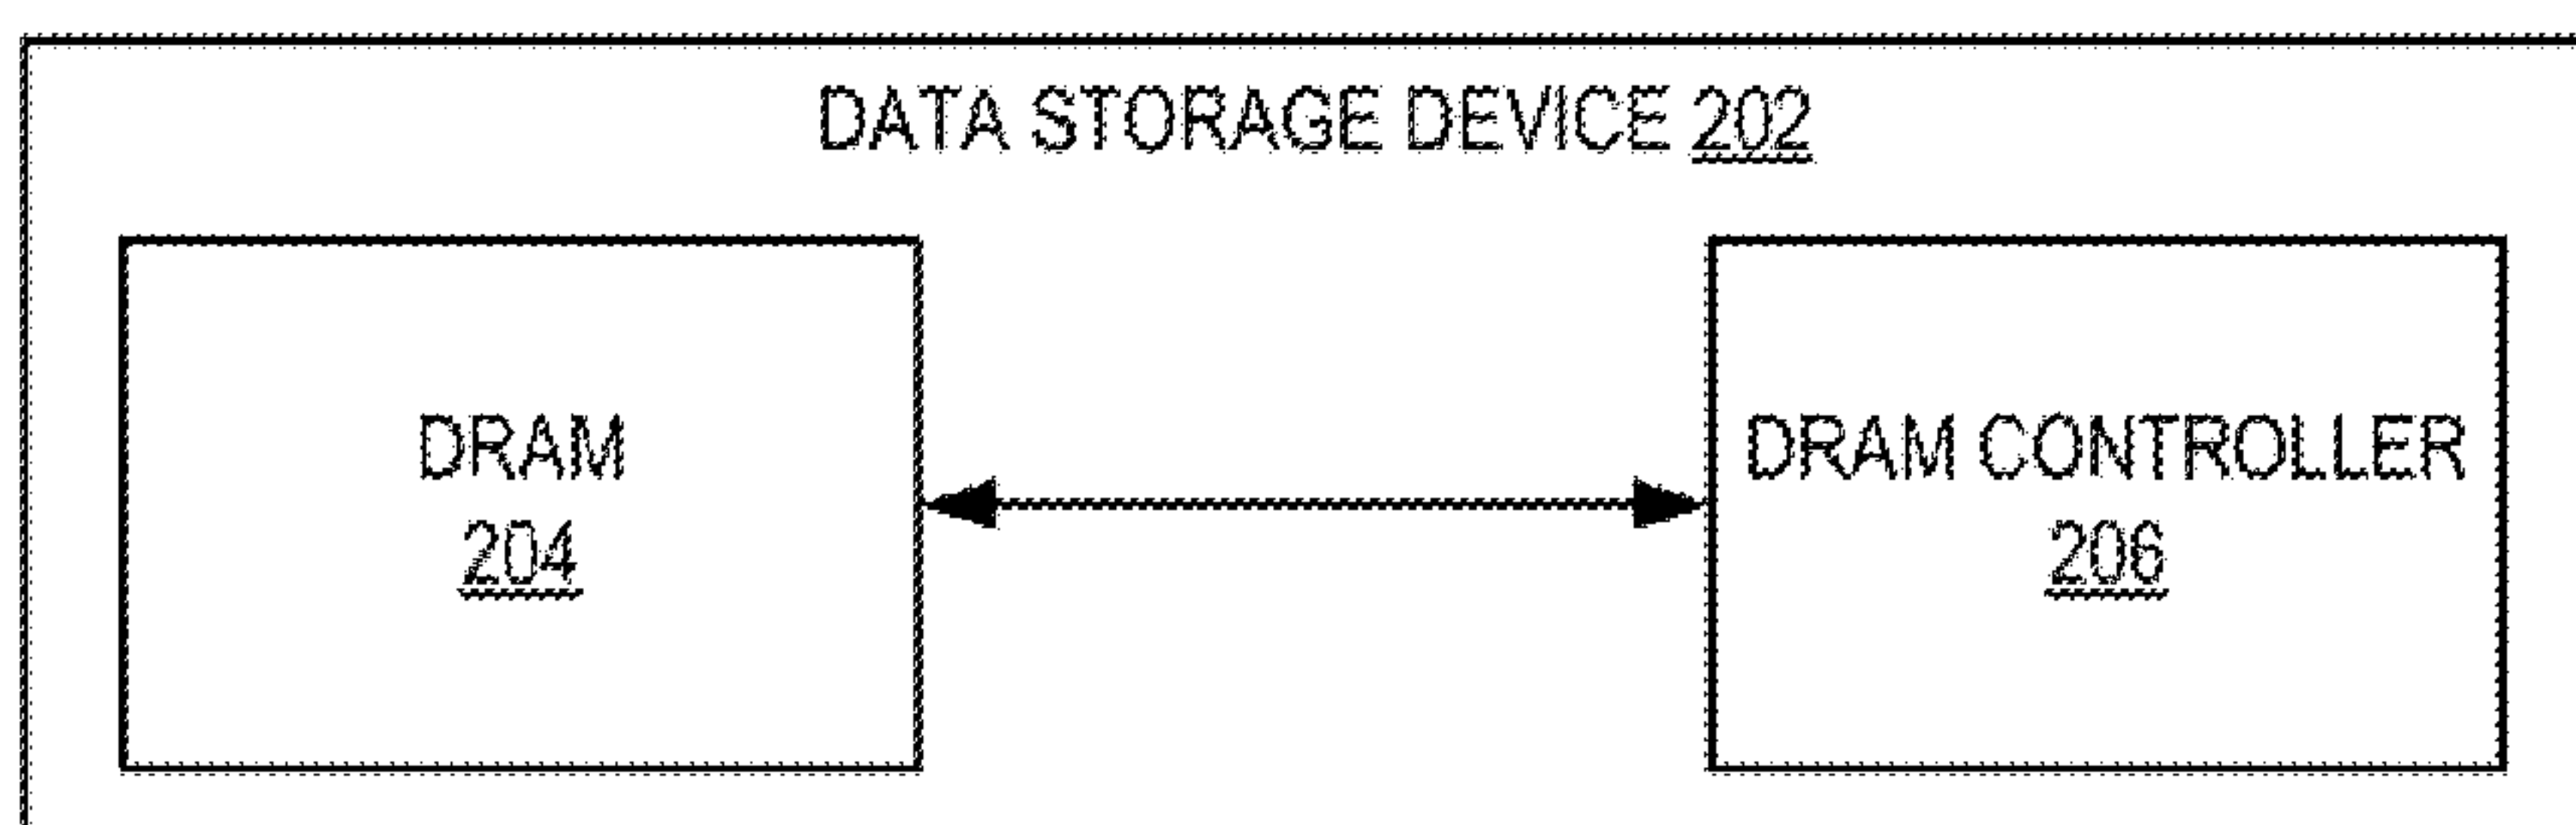 DATA STORAGE DEVICE 202
DRAM
204
DRAM CONTROLLER
206